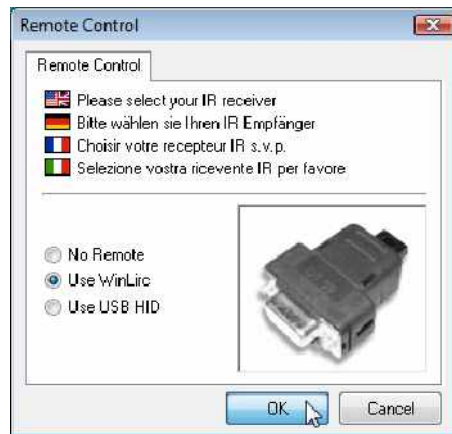 Remote Control
Remote Control
Please select your IR receiver
Bitte wählen sie Ihren IR Empfänger
Choisir votre recepteur IR s.v.p.
Selezione vostra ricevente IR per favore
No Remote
Use WinLirc
Use USB HID
OK
Cancel